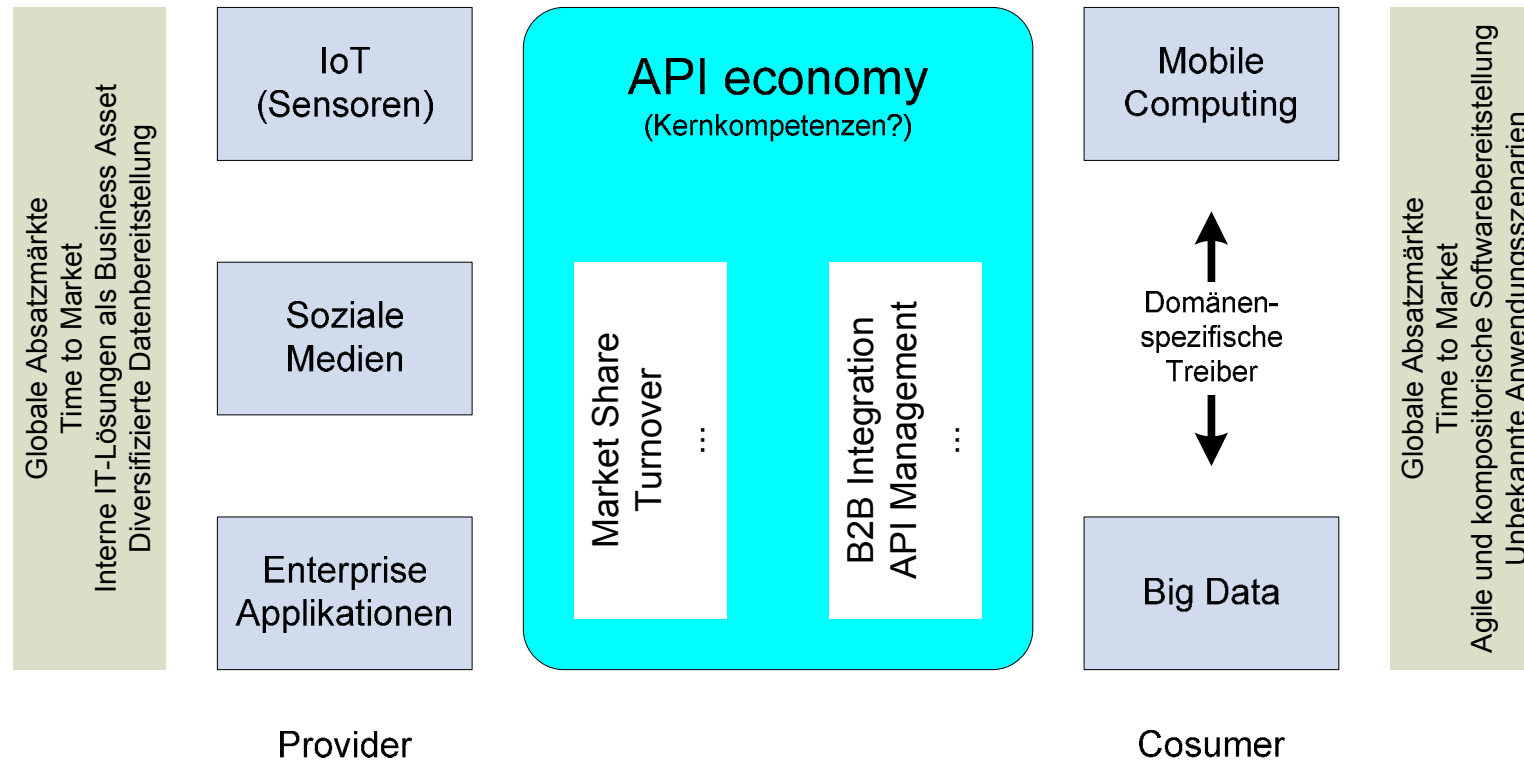 Globale Absatzmärkte
Time to Market
Interne IT-Lösungen als Business Asset
Diversifizierte Datenbereitstellung
IoT
(Sensoren)
Soziale
Medien
Enterprise
Applikationen
Provider
API economy
(Kernkompetenzen?)
Market Share
Turnover
...
B2B Integration
API Management
...
Mobile
Computing
Domänen-
spezifische
Treiber
Big Data
Cosumer
Globale Absatzmärkte
Time to Market
Agile und kompositorische Softwarebereitstellung
Unbekannte Anwendungsszenarien